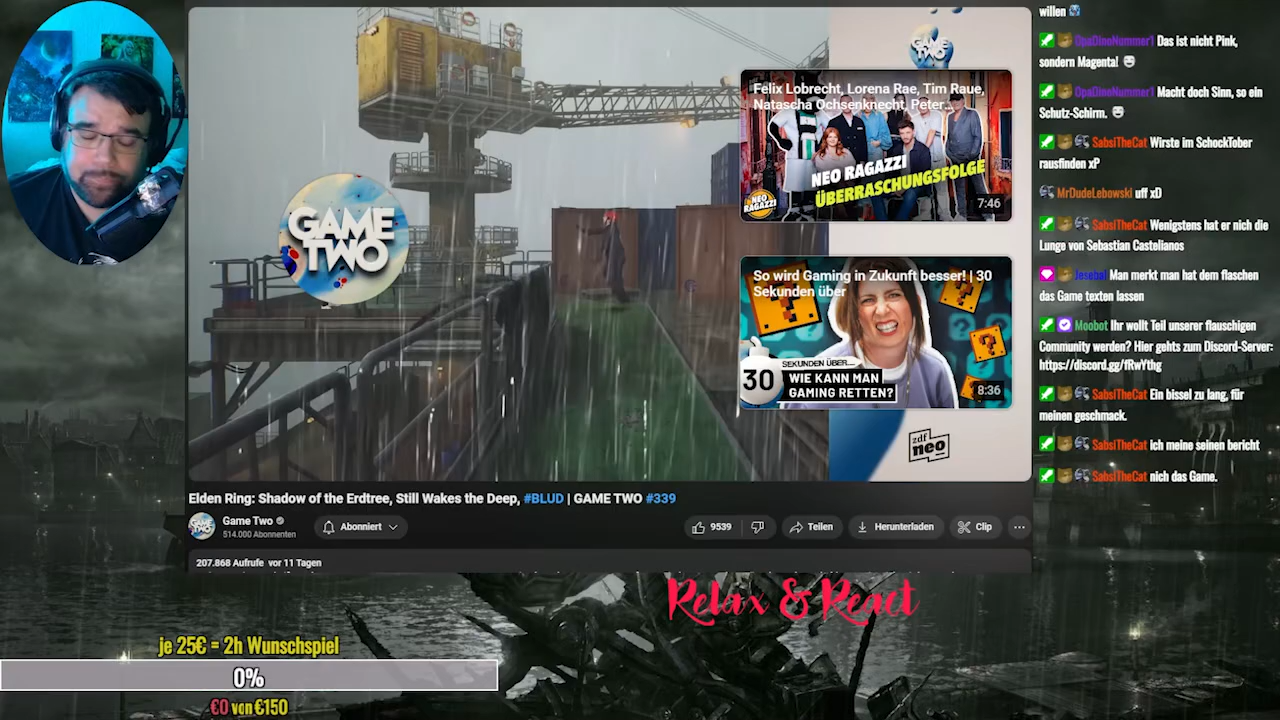 willen
OpaDinoNummer1 Das ist nicht Pink,
sondern Magenta!
OpaDinoNummer1 Macht doch Sinn, so ein
Schutz-Schirm.
SabsiTheCat Wirste im SchockTober
rausfinden xP
MrDudeLebowski uff xD
SabsiTheCat Wenigstens hat er nich die
Lunge von Sebastian Castellanos
Jesebal Man merkt man hat dem flaschen
das Game texten lassen
Moobot Ihr wollt Teil unserer flauschigen
Community werden? Hier gehts zum Discord-Server:
https://discord.gg/fRwYthg
SabsiTheCat Ein bissel zu lang, für
meinen geschmack.
SabsiTheCat ich meine seinen bericht
SabsiTheCat nich das Game.
GAME
TWO
GAME
TWO
Felix Lobrecht, Lorena Rae, Tim Raue,
Natascha Ochsenknecht, Peter...
NEO RAGAZZI
ÜBERRASCHUNGSFOLGE
NEO
RAGAZZI
7:46
So wird Gaming in Zukunft besser! | 30
Sekunden über
30
SEKUNDEN ÜBER...
WIE KANN MAN
GAMING RETTEN?
8:36
zdf
neo
Elden Ring: Shadow of the Erdtree, Still Wakes the Deep, #BLUD | GAME TWO #339
GAME
TWO
Game Two
514.000 Abonnenten
Abonniert
9539
Teilen
Herunterladen
Clip
207.868 Aufrufe vor 11 Tagen
Relax & React
je 25€ = 2h Wunschspiel
0%
€0 von €150